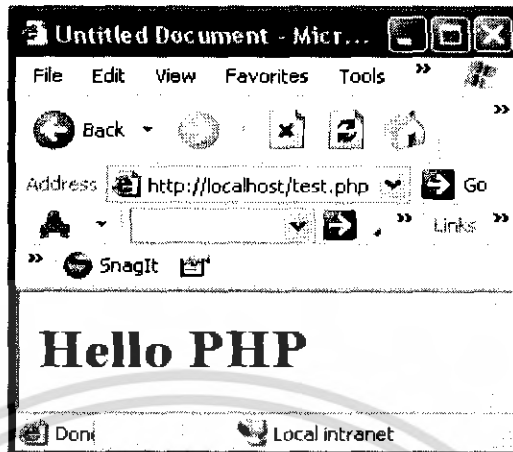 Untitled Document - Micr...
File Edit View Favorites Tools »
Back »
Address http://localhost/test.php Go
» Links »
» SnagIt
Hello PHP
Done Local intranet